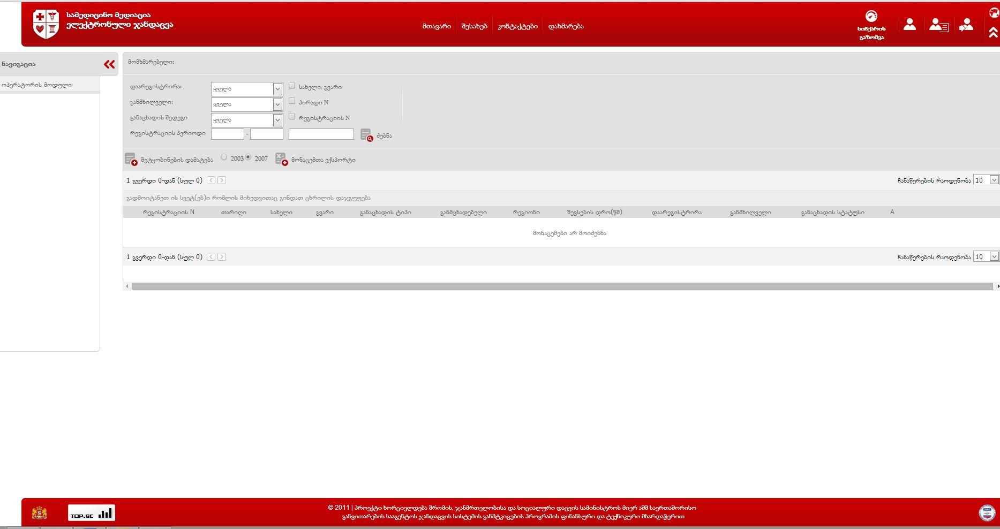 სამედიცინო მედიაცია
ელექტრონული ჯანდაცვა
მთავარი შესახებ კონტაქტები დახმარება
სიჩქარის
გაზომვა
ნავიგაცია
ოპერატორის მოდული
მომხმარებელი:
დაარეგისტრირა: ყველა სახელი, გვარი
განმხილველი: ყველა პირადი N
განაცხადის შედეგი ყველა რეგისტრაციის N
რეგისტრაციის პერიოდი - ძებნა
შეტყობინების დამატება 2003 2007 მონაცემთა ექსპორტი
1 გვერდი 0-დან (სულ 0) ჩანაწერების რაოდენობა 10
გადმოიტანეთ ის სვეტ(ებ)ი რომლის მიხედვითაც გინდათ ცხრილის დაჯგუფება
რეგისტრაციის N თარიღი სახელი გვარი განაცხადის ტიპი განმცხადებელი რეგიონი შევსების დრო(წმ) დაარეგისტრირა განმხილველი განაცხადის სტატუსი A
მონაცემები არ მოიძებნა
1 გვერდი 0-დან (სულ 0) ჩანაწერების რაოდენობა 10
TOP.GE
© 2011 | პროექტი ხორციელდება შრომის, ჯანმრთელობისა და სოციალური დაცვის სამინისტროს მიერ აშშ საერთაშორისო
განვითარების სააგენტოს ჯანდაცვის სისტემის განმტკიცების პროგრამის ფინანსური და ტექნიკური მხარდაჭერით